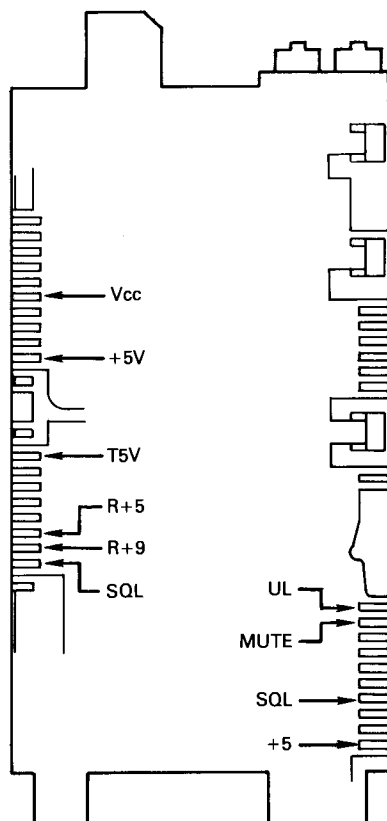 Vcc
+5V
T5V
R+5
R+9
SQL
UL
MUTE
SQL
+5